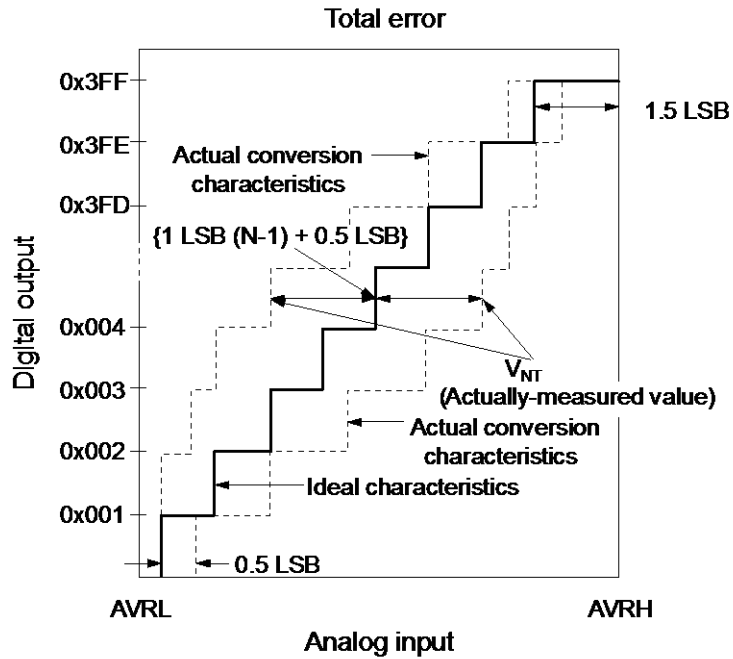 Total error
0x3FF
0x3FE
0x3FD
0x004
0x003
0x002
0x001
Digital output
Actual conversion
characteristics
1.5 LSB
{1 LSB (N-1) + 0.5 LSB}
VNT
(Actually-measured value)
Actual conversion
characteristics
Ideal characteristics
0.5 LSB
AVRL
AVRH
Analog input